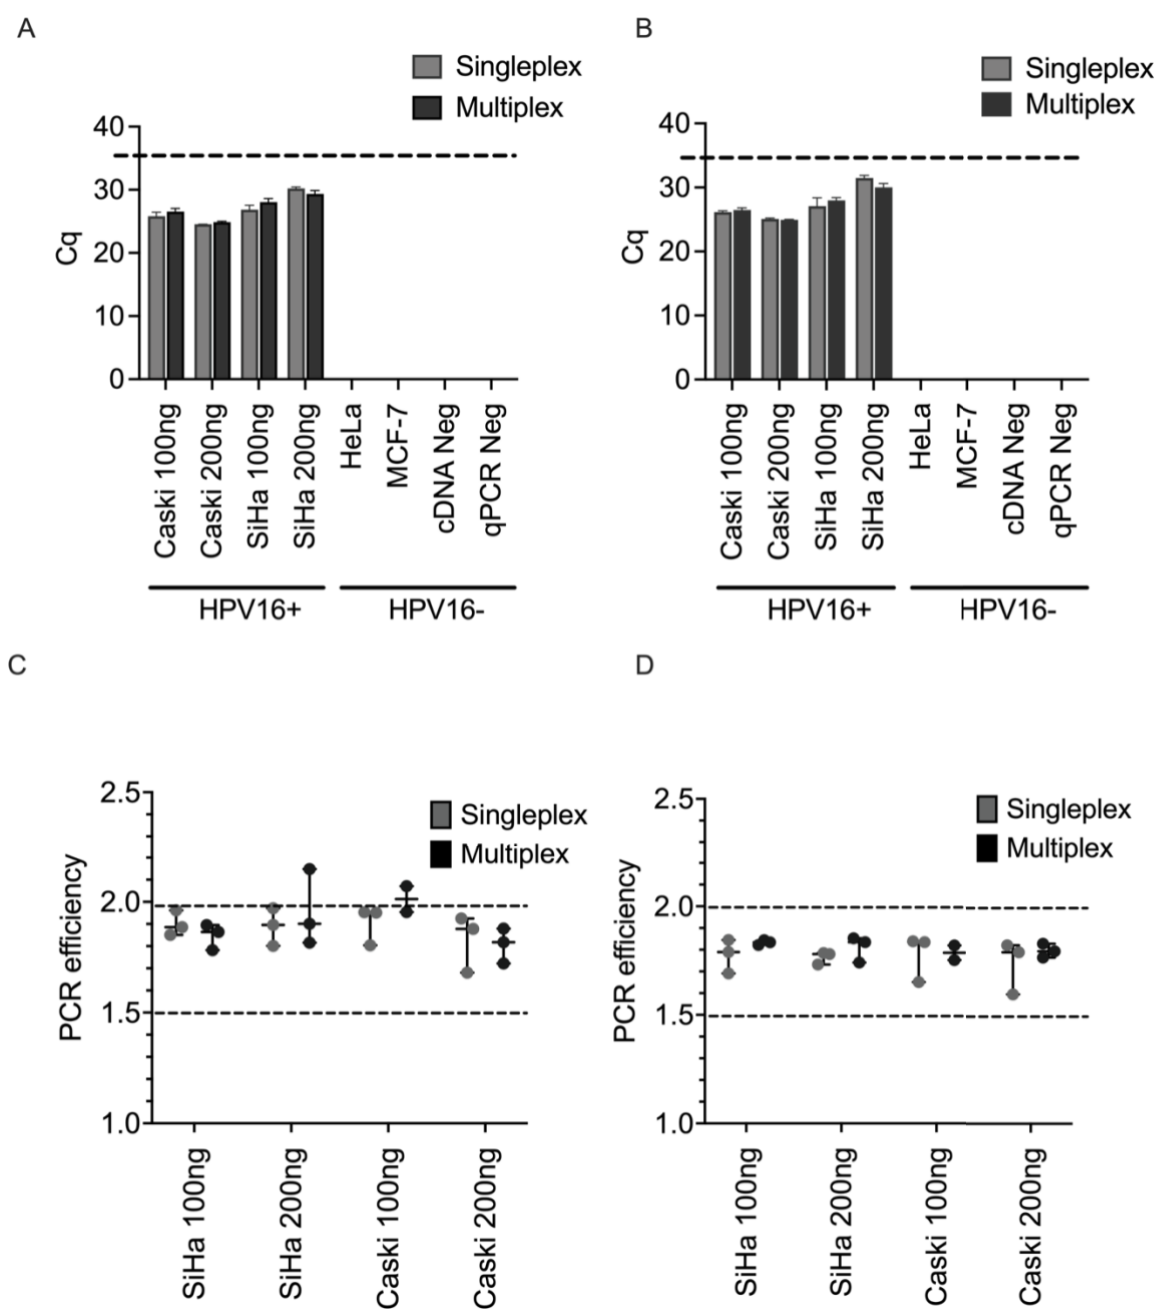 A
Singleplex
Multiplex
40
30
20
10
0
Cq
Caski 100ng
Caski 200ng
SiHa 100ng
SiHa 200ng
HeLa
MCF-7
cDNA Neg
qPCR Neg
HPV16+
HPV16-
B
Singleplex
Multiplex
40
30
20
10
0
Cq
Caski 100ng
Caski 200ng
SiHa 100ng
SiHa 200ng
HeLa
MCF-7
cDNA Neg
qPCR Neg
HPV16+
HPV16-
C
2.5
2.0
1.5
1.0
PCR efficiency
Singleplex
Multiplex
SiHa 100ng
SiHa 200ng
Caski 100ng
Caski 200ng
D
2.5
2.0
1.5
1.0
PCR efficiency
Singleplex
Multiplex
SiHa 100ng
SiHa 200ng
Caski 100ng
Caski 200ng